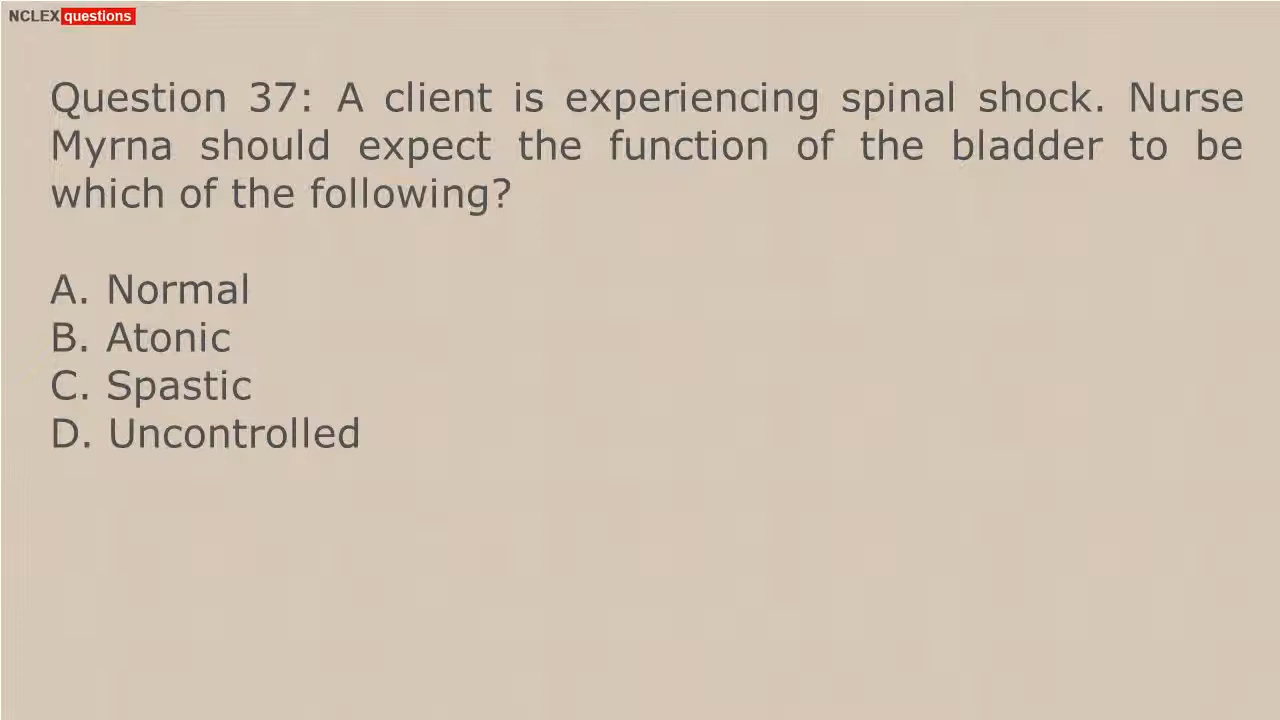 NCLEX questions
Question 37: A client is experiencing spinal shock. Nurse
Myrna should expect the function of the bladder to be
which of the following?
A. Normal
B. Atonic
C. Spastic
D. Uncontrolled